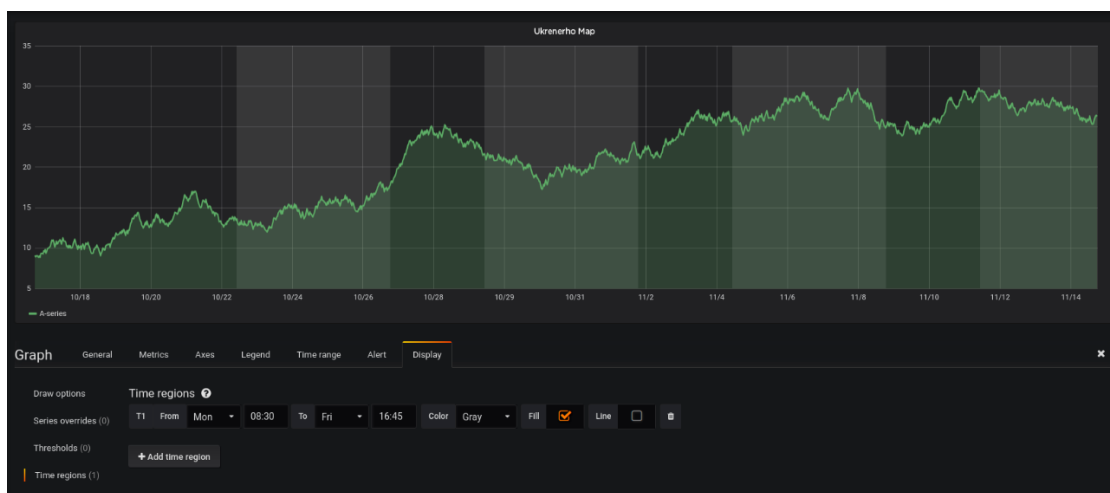 Ukrenerho Map
35
30
25
20
15
10
5
10/18 10/20 10/22 10/24 10/26 10/28 10/29 10/31 11/2 11/4 11/6 11/8 11/10 11/12 11/14
A-series
Graph General Metrics Axes Legend Time range Alert Display
Draw options
Series overrides (0)
Thresholds (0)
Time regions (1)
Time regions
T1 From Mon 08:30 To Fri 16:45 Color Gray Fill Line
+ Add time region